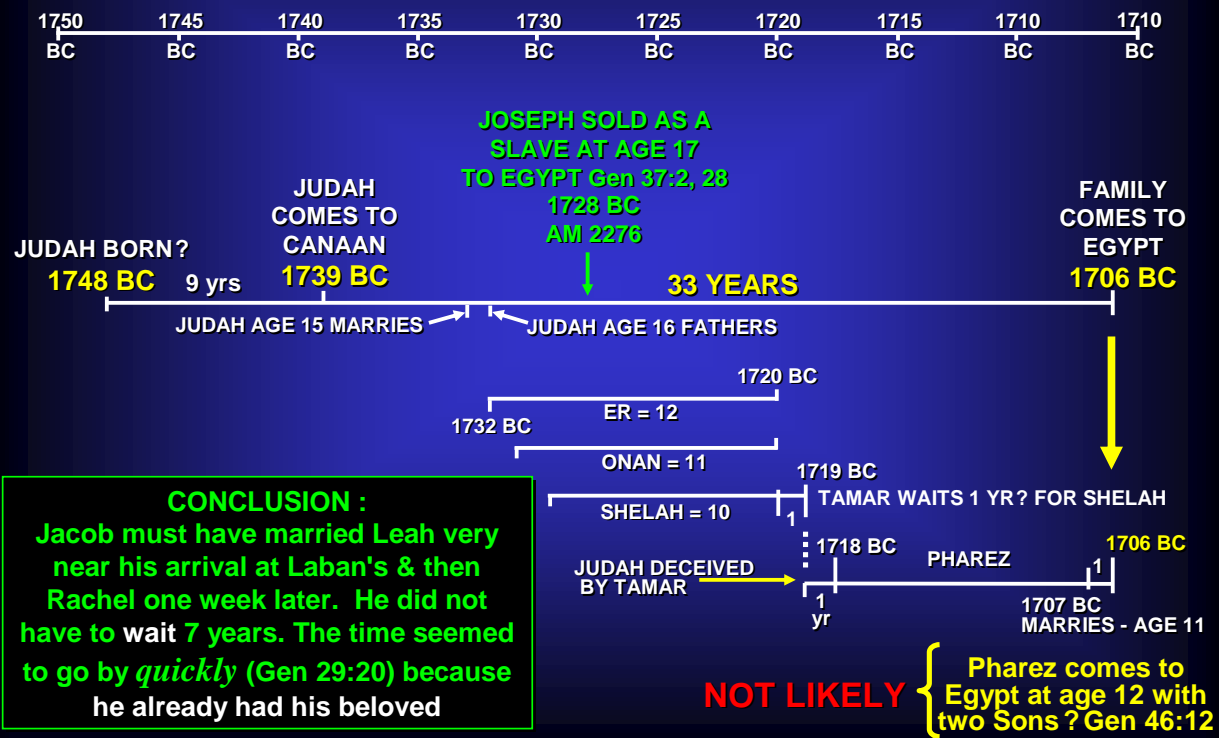 1750 1745 1740 1735 1730 1725 1720 1715 1710 1710
BC BC BC BC BC BC BC BC BC BC
JOSEPH SOLD AS A
SLAVE AT AGE 17
TO EGYPT Gen 37:2, 28
1728 BC
AM 2276
JUDAH BORN?
1748 BC
9 yrs
JUDAH
COMES TO
CANAAN
1739 BC
33 YEARS
FAMILY
COMES TO
EGYPT
1706 BC
JUDAH AGE 15 MARRIES
JUDAH AGE 16 FATHERS
1720 BC
ER = 12
1732 BC
ONAN = 11
1719 BC
SHELAH = 10
1
TAMAR WAITS 1 YR? FOR SHELAH
JUDAH DECEIVED
BY TAMAR
1718 BC
1
yr
PHAREZ
1
1706 BC
1707 BC
MARRIES - AGE 11
CONCLUSION :
Jacob must have married Leah very
near his arrival at Laban's & then
Rachel one week later. He did not
have to wait 7 years. The time seemed
to go by quickly (Gen 29:20) because
he already had his beloved
NOT LIKELY
Pharez comes to
Egypt at age 12 with
two Sons ? Gen 46:12